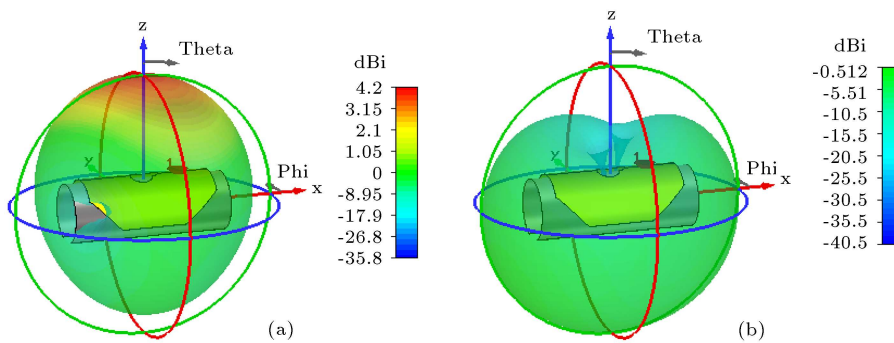 z
Theta
dBi
4.2
3.15
2.1
1.05
0
-8.95
-17.9
-26.8
-35.8
y
1
Phi
x
(a)
z
Theta
dBi
-0.512
-5.51
-10.5
-15.5
-20.5
-25.5
-30.5
-35.5
-40.5
y
1
Phi
x
(b)